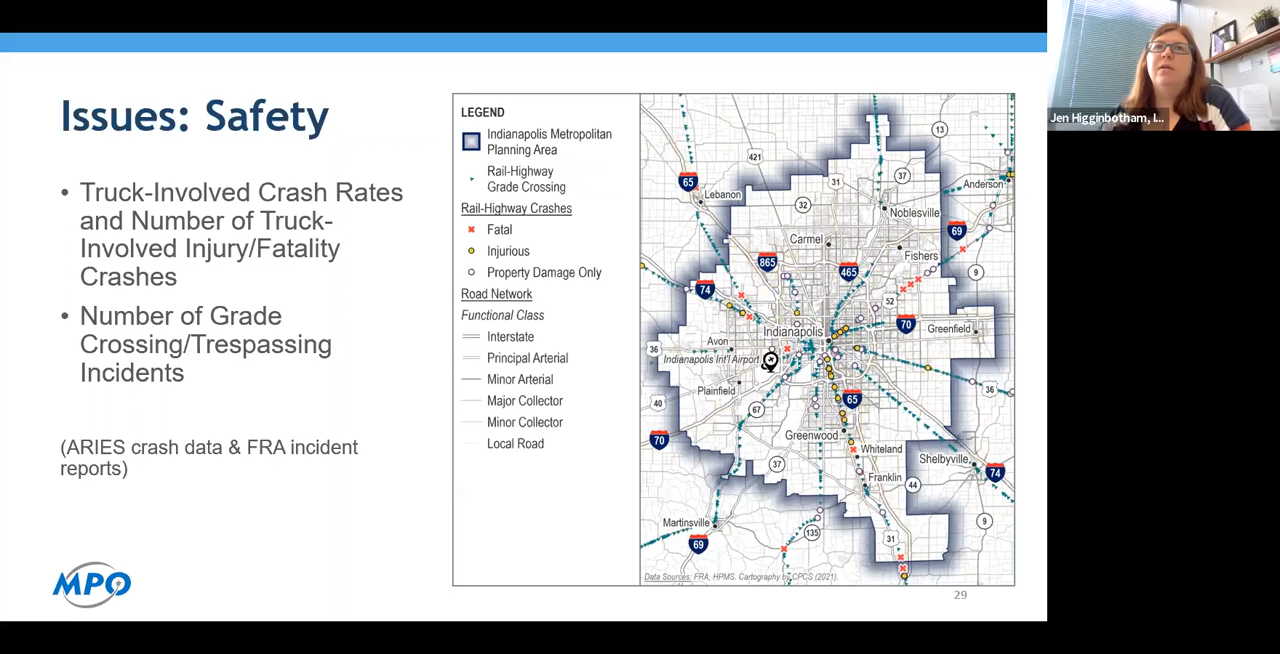 Issues: Safety
• Truck-Involved Crash Rates
and Number of Truck-
Involved Injury/Fatality
Crashes
• Number of Grade
Crossing/Trespassing
Incidents
(ARIES crash data & FRA incident
reports)
MPO
LEGEND
Indianapolis Metropolitan
Planning Area
Rail-Highway
Grade Crossing
Rail-Highway Crashes
Fatal
Injurious
Property Damage Only
Road Network
Functional Class
Interstate
Principal Arterial
Minor Arterial
Major Collector
Minor Collector
Local Road
13
421
65
Lebanon
31
37
Anderson
32
Noblesville
69
Carmel
Fishers
865
465
9
74
52
70
Indianapolis
Greenfield
36
Avon
Indianapolis Int'l Airport
Plainfield
36
40
67
65
70
Greenwood
Whiteland
37
Shelbyville
74
Franklin
44
Martinsville
9
135
31
69
Data Sources: FRA, HPMS. Cartography by CPCS (2021).
29
Jen Higginbotham, I...